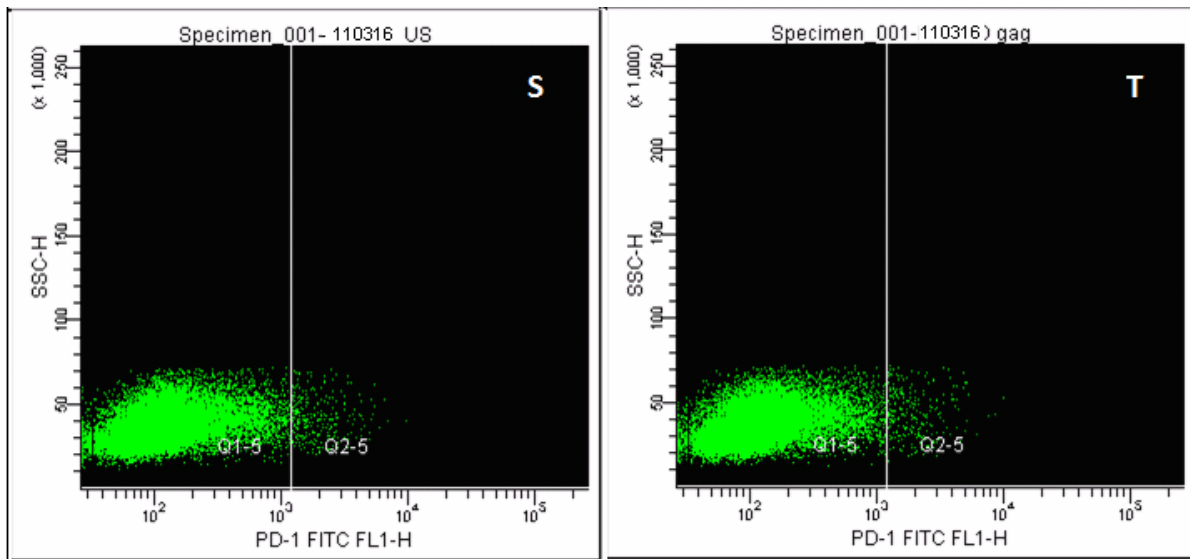 Specimen_001- 110316 US
S
(x 1,000)
250
200
150
100
50
SSC-H
Q1-5
Q2-5
10²
10³
10⁴
10⁵
PD-1 FITC FL1-H
Specimen_001-110316) gag
T
(x 1,000)
250
200
150
100
50
SSC-H
Q1-5
Q2-5
10²
10³
10⁴
10⁵
PD-1 FITC FL1-H